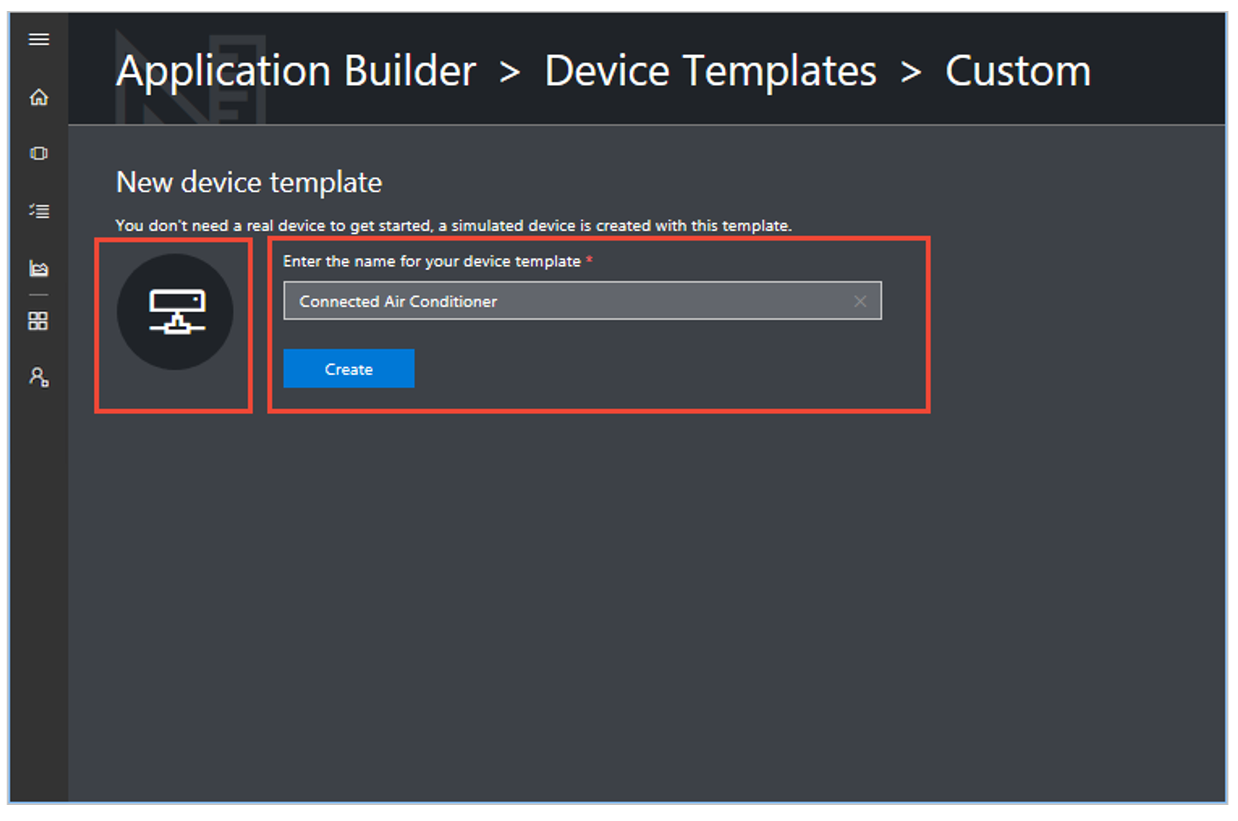 Application Builder > Device Templates > Custom
New device template
You don't need a real device to get started, a simulated device is created with this template.
Enter the name for your device template *
Connected Air Conditioner
Create